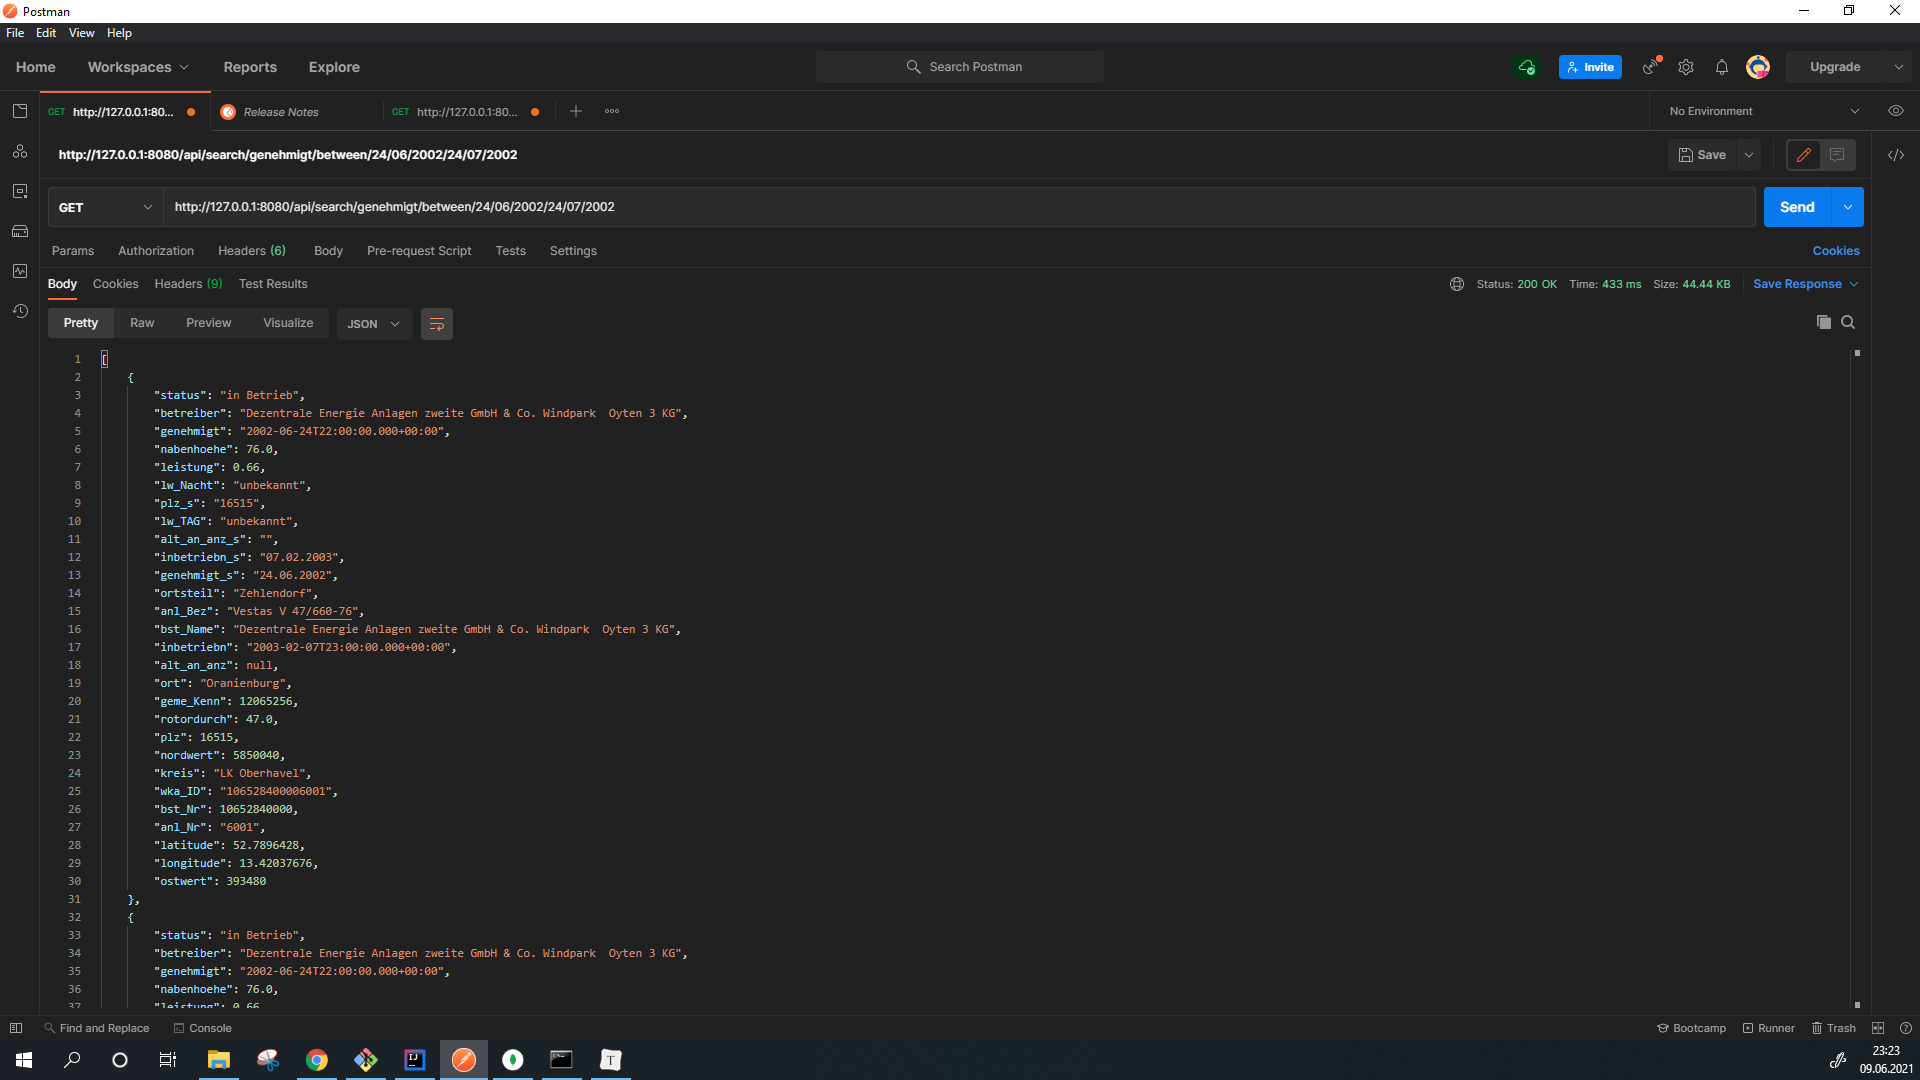 Postman
File Edit View Help
Home Workspaces Reports Explore Search Postman Invite Upgrade
GET http://127.0.0.1:80... Release Notes GET http://127.0.0.1:80... No Environment
http://127.0.0.1:8080/api/search/genehmigt/between/24/06/2002/24/07/2002 Save
GET http://127.0.0.1:8080/api/search/genehmigt/between/24/06/2002/24/07/2002 Send
Params Authorization Headers (6) Body Pre-request Script Tests Settings Cookies
Body Cookies Headers (9) Test Results Status: 200 OK Time: 433 ms Size: 44.44 KB Save Response
Pretty Raw Preview Visualize JSON
1 [
2 {
3 "status": "in Betrieb",
4 "betreiber": "Dezentrale Energie Anlagen zweite GmbH & Co. Windpark  Oyten 3 KG",
5 "genehmigt": "2002-06-24T22:00:00.000+00:00",
6 "nabenhoehe": 76.0,
7 "leistung": 0.66,
8 "lw_Nacht": "unbekannt",
9 "plz_s": "16515",
10 "lw_TAG": "unbekannt",
11 "alt_an_anz_s": "",
12 "inbetriebn_s": "07.02.2003",
13 "genehmigt_s": "24.06.2002",
14 "ortsteil": "Zehlendorf",
15 "anl_Bez": "Vestas V 47/660-76",
16 "bst_Name": "Dezentrale Energie Anlagen zweite GmbH & Co. Windpark  Oyten 3 KG",
17 "inbetriebn": "2003-02-07T23:00:00.000+00:00",
18 "alt_an_anz": null,
19 "ort": "Oranienburg",
20 "geme_Kenn": 12065256,
21 "rotordurch": 47.0,
22 "plz": 16515,
23 "nordwert": 5850040,
24 "kreis": "LK Oberhavel",
25 "wka_ID": "106528400006001",
26 "bst_Nr": 10652840000,
27 "anl_Nr": "6001",
28 "latitude": 52.7896428,
29 "longitude": 13.42037676,
30 "ostwert": 393480
31 },
32 {
33 "status": "in Betrieb",
34 "betreiber": "Dezentrale Energie Anlagen zweite GmbH & Co. Windpark  Oyten 3 KG",
35 "genehmigt": "2002-06-24T22:00:00.000+00:00",
36 "nabenhoehe": 76.0,
37 "leistung": 0.66
Find and Replace Console Bootcamp Runner Trash
23:23
09.06.2021